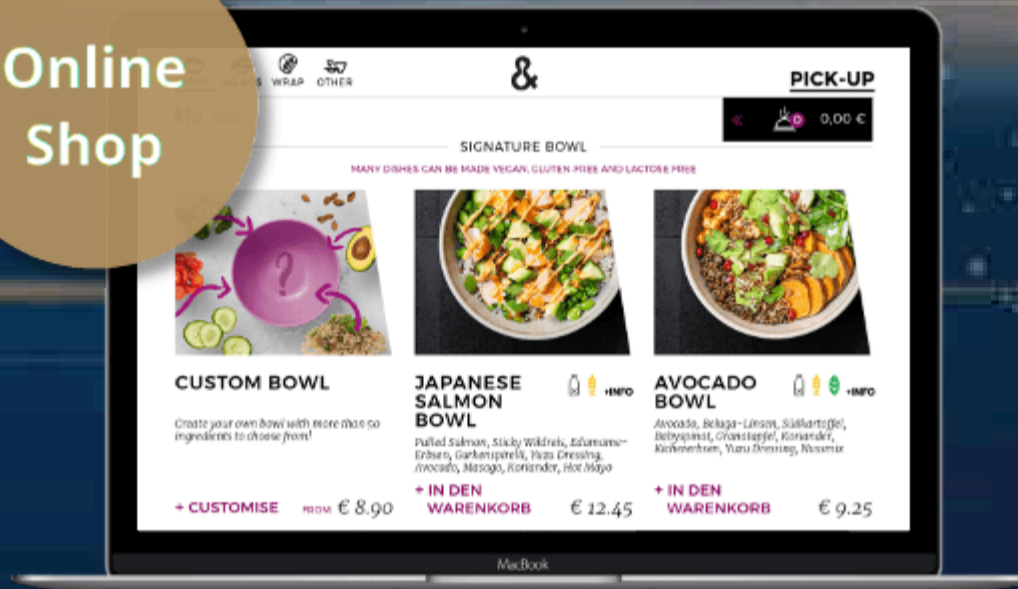 Online
Shop
WRAP OTHER
&
PICK-UP
0 0,00 €
SIGNATURE BOWL
MANY DISHES CAN BE MADE VEGAN, GLUTEN-FREE AND LACTOSE FREE
?
CUSTOM BOWL
Create your own bowl with more than 50
ingredients to choose from!
+ CUSTOMISE FROM € 8.90
JAPANESE
SALMON
BOWL
+INFO
Pulled Salmon, Sticky Wildreis, Edamame-
Erbsen, Gurkenspirelli, Yuzu Dressing,
Avocado, Masago, Koriander, Hot Mayo
+ IN DEN
WARENKORB € 12.45
AVOCADO
BOWL
+INFO
Avocado, Beluga-Linsen, Süßkartoffel,
Babyspinat, Granatapfel, Koriander,
Kichererbsen, Yuzu Dressing, Nussmix
+ IN DEN
WARENKORB € 9.25
MacBook